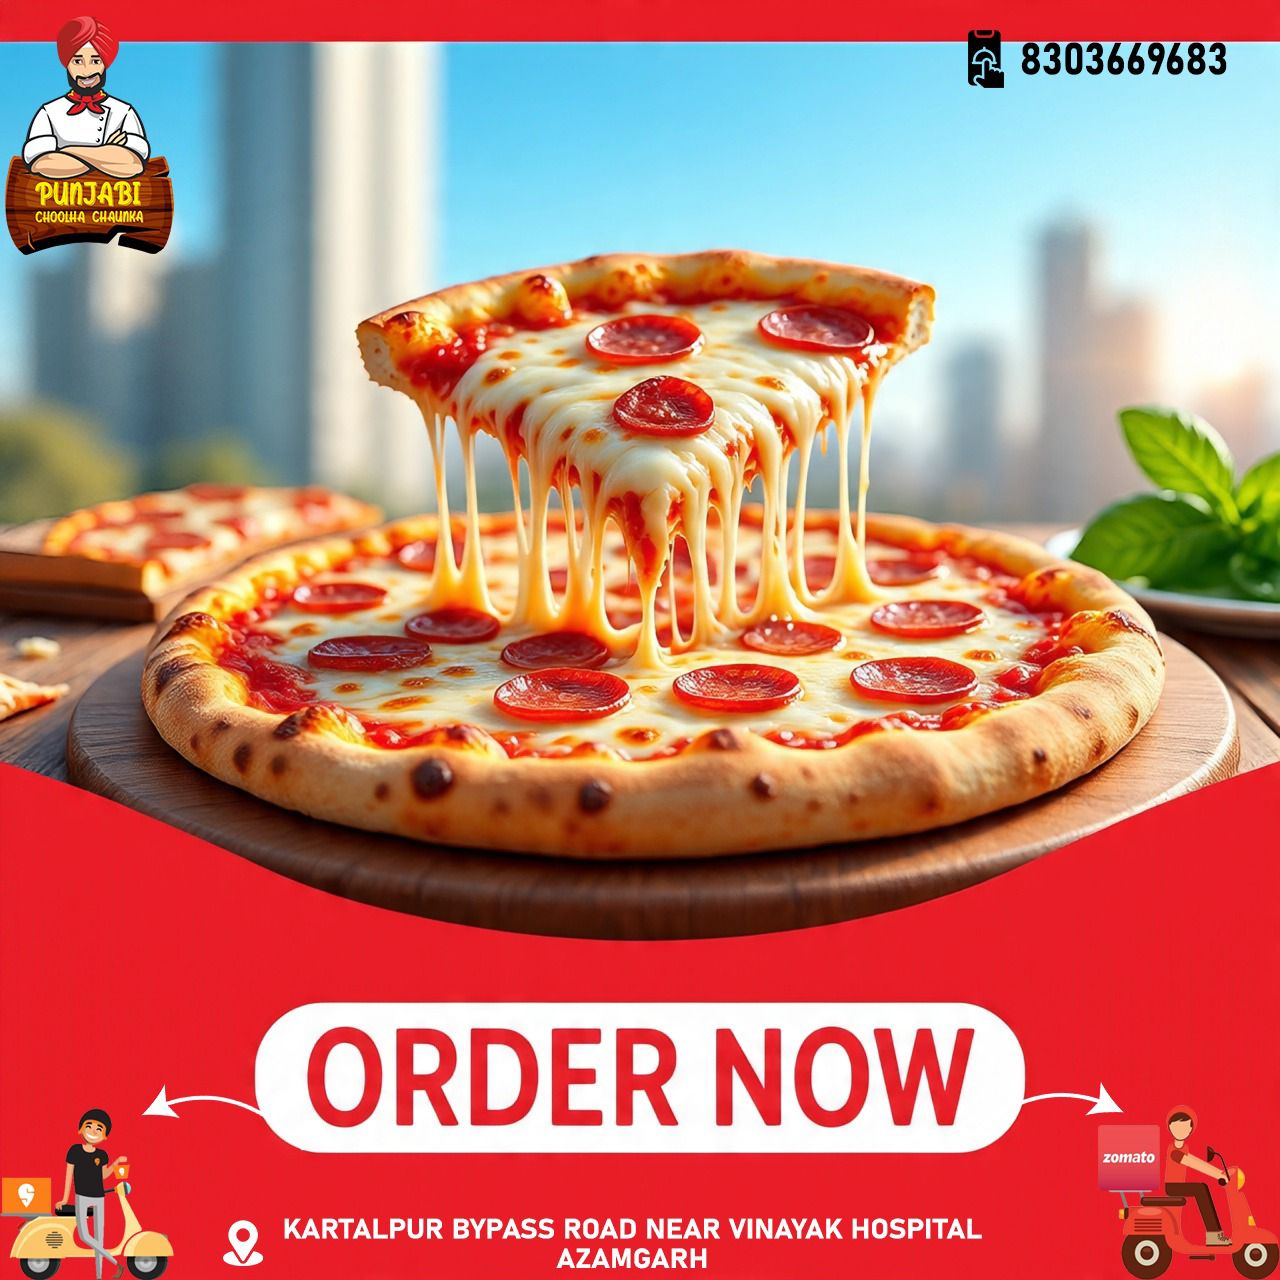 8303669683
PUNJABI
CHOOLHA CHAUNKA
ORDER NOW
zomato
KARTALPUR BYPASS ROAD NEAR VINAYAK HOSPITAL
AZAMGARH